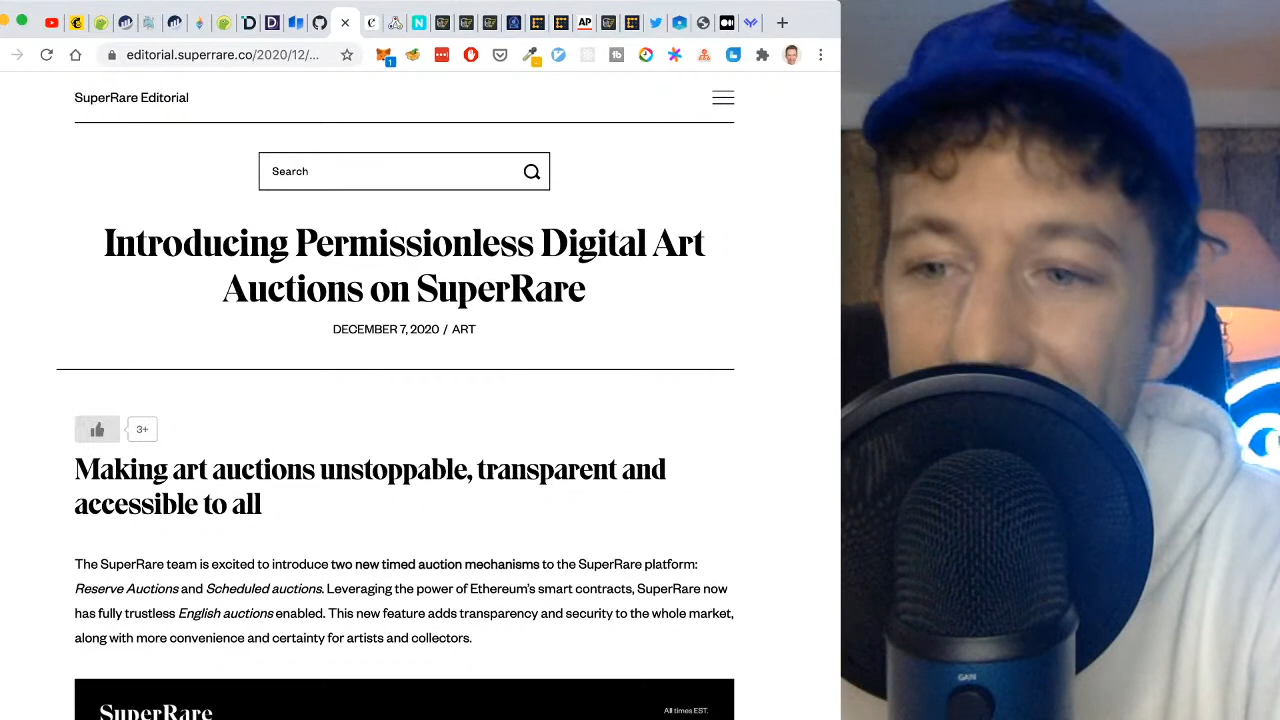 editorial.superrare.co/2020/12/...
SuperRare Editorial
Search
Introducing Permissionless Digital Art
Auctions on SuperRare
DECEMBER 7, 2020 / ART
3+
Making art auctions unstoppable, transparent and
accessible to all
The SuperRare team is excited to introduce two new timed auction mechanisms to the SuperRare platform:
Reserve Auctions and Scheduled auctions. Leveraging the power of Ethereum's smart contracts, SuperRare now
has fully trustless English auctions enabled. This new feature adds transparency and security to the whole market,
along with more convenience and certainty for artists and collectors.
SuperRare
All times EST.
GAIN